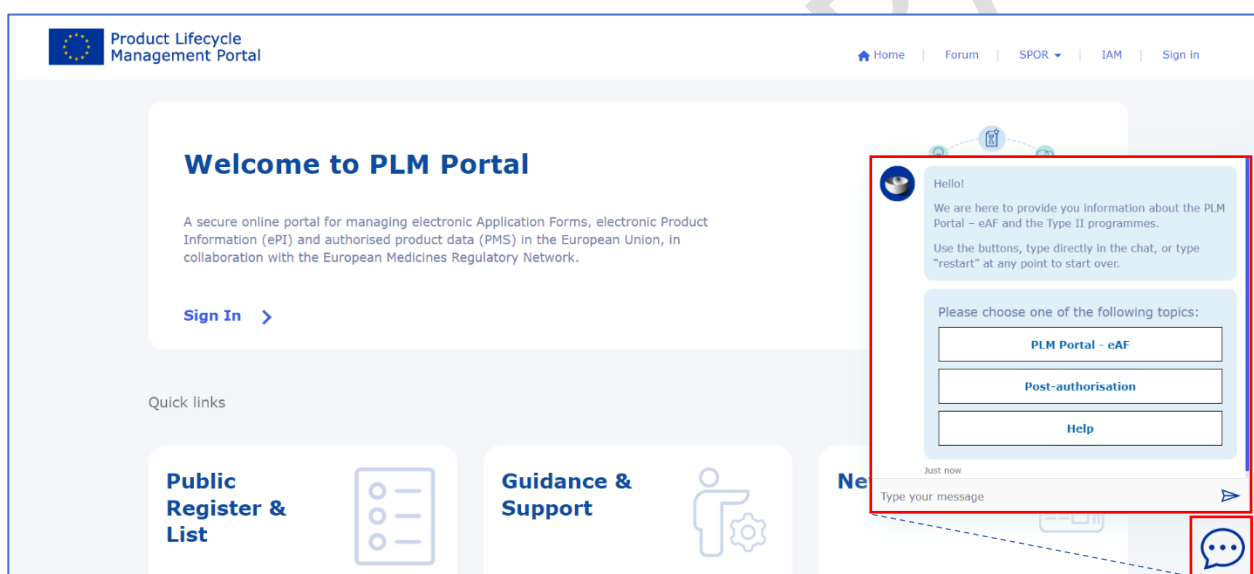 Product Lifecycle
Management Portal
Home
Forum
SPOR
IAM
Sign in
Welcome to PLM Portal
A secure online portal for managing electronic Application Forms, electronic Product
Information (ePI) and authorised product data (PMS) in the European Union, in
collaboration with the European Medicines Regulatory Network.
Sign In
Hello!
We are here to provide you information about the PLM
Portal – eAF and the Type II programmes.
Use the buttons, type directly in the chat, or type
"restart" at any point to start over.
Please choose one of the following topics:
PLM Portal - eAF
Post-authorisation
Help
Just now
Type your message
Quick links
Public
Register &
List
Guidance &
Support